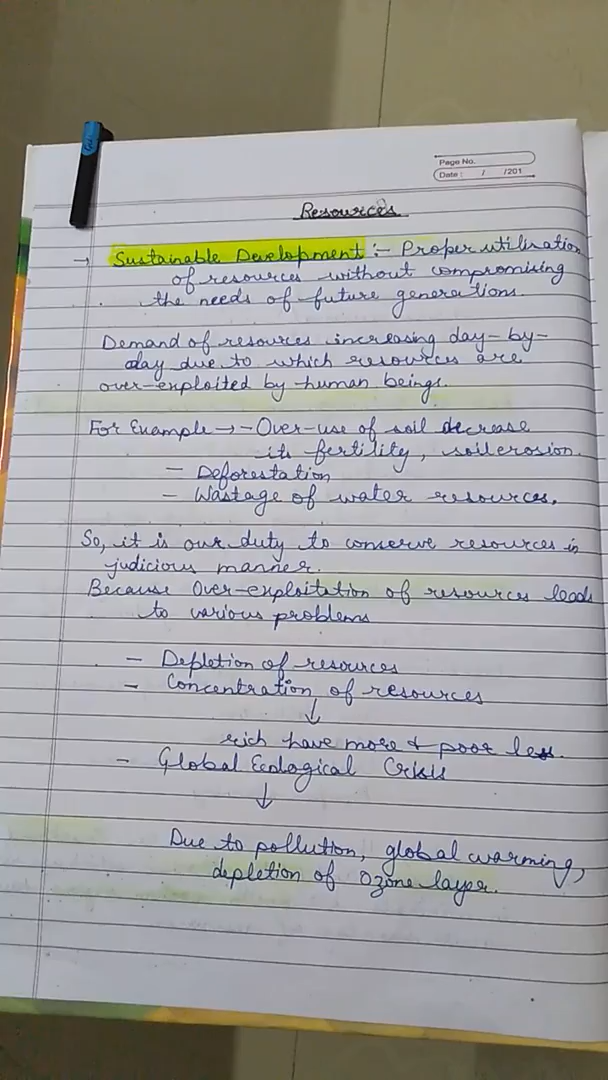 Page No.
Date : / /201
Resources
→ Sustainable Development :- Proper utilisation
of resources without compromising
the needs of future generations.
Demand of resources increasing day-by-
day due to which resources are
over-exploited by human beings.
For Example → - Over-use of soil decrease
its fertility, soil erosion.
- Deforestation
- Wastage of water resources.
So, it is our duty to conserve resources in
judicious manner.
Because Over-exploitation of resources leads
to various problems
- Depletion of resources
- Concentration of resources
↓
rich have more & poor less.
- Global Ecological Crisis
↓
Due to pollution, global warming,
depletion of Ozone layer.